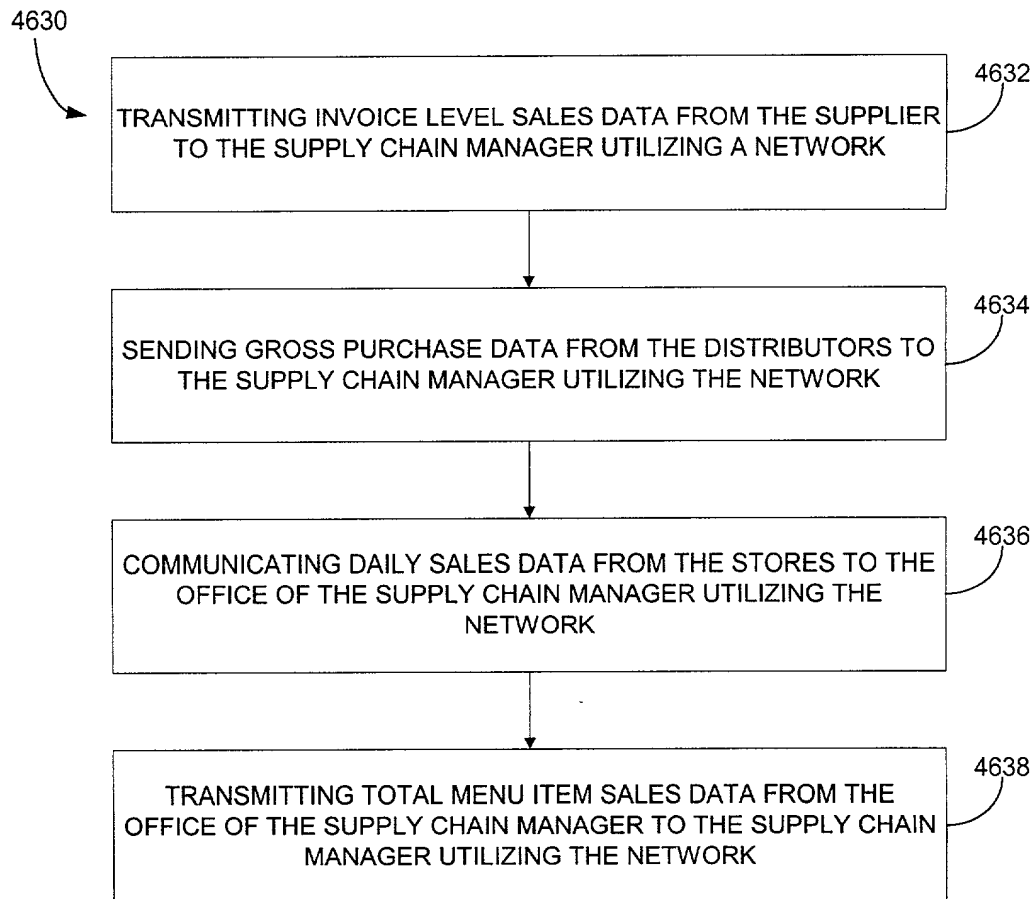 4630
4632
TRANSMITTING INVOICE LEVEL SALES DATA FROM THE SUPPLIER
TO THE SUPPLY CHAIN MANAGER UTILIZING A NETWORK
4634
SENDING GROSS PURCHASE DATA FROM THE DISTRIBUTORS TO
THE SUPPLY CHAIN MANAGER UTILIZING THE NETWORK
4636
COMMUNICATING DAILY SALES DATA FROM THE STORES TO THE
OFFICE OF THE SUPPLY CHAIN MANAGER UTILIZING THE
NETWORK
4638
TRANSMITTING TOTAL MENU ITEM SALES DATA FROM THE
OFFICE OF THE SUPPLY CHAIN MANAGER TO THE SUPPLY CHAIN
MANAGER UTILIZING THE NETWORK